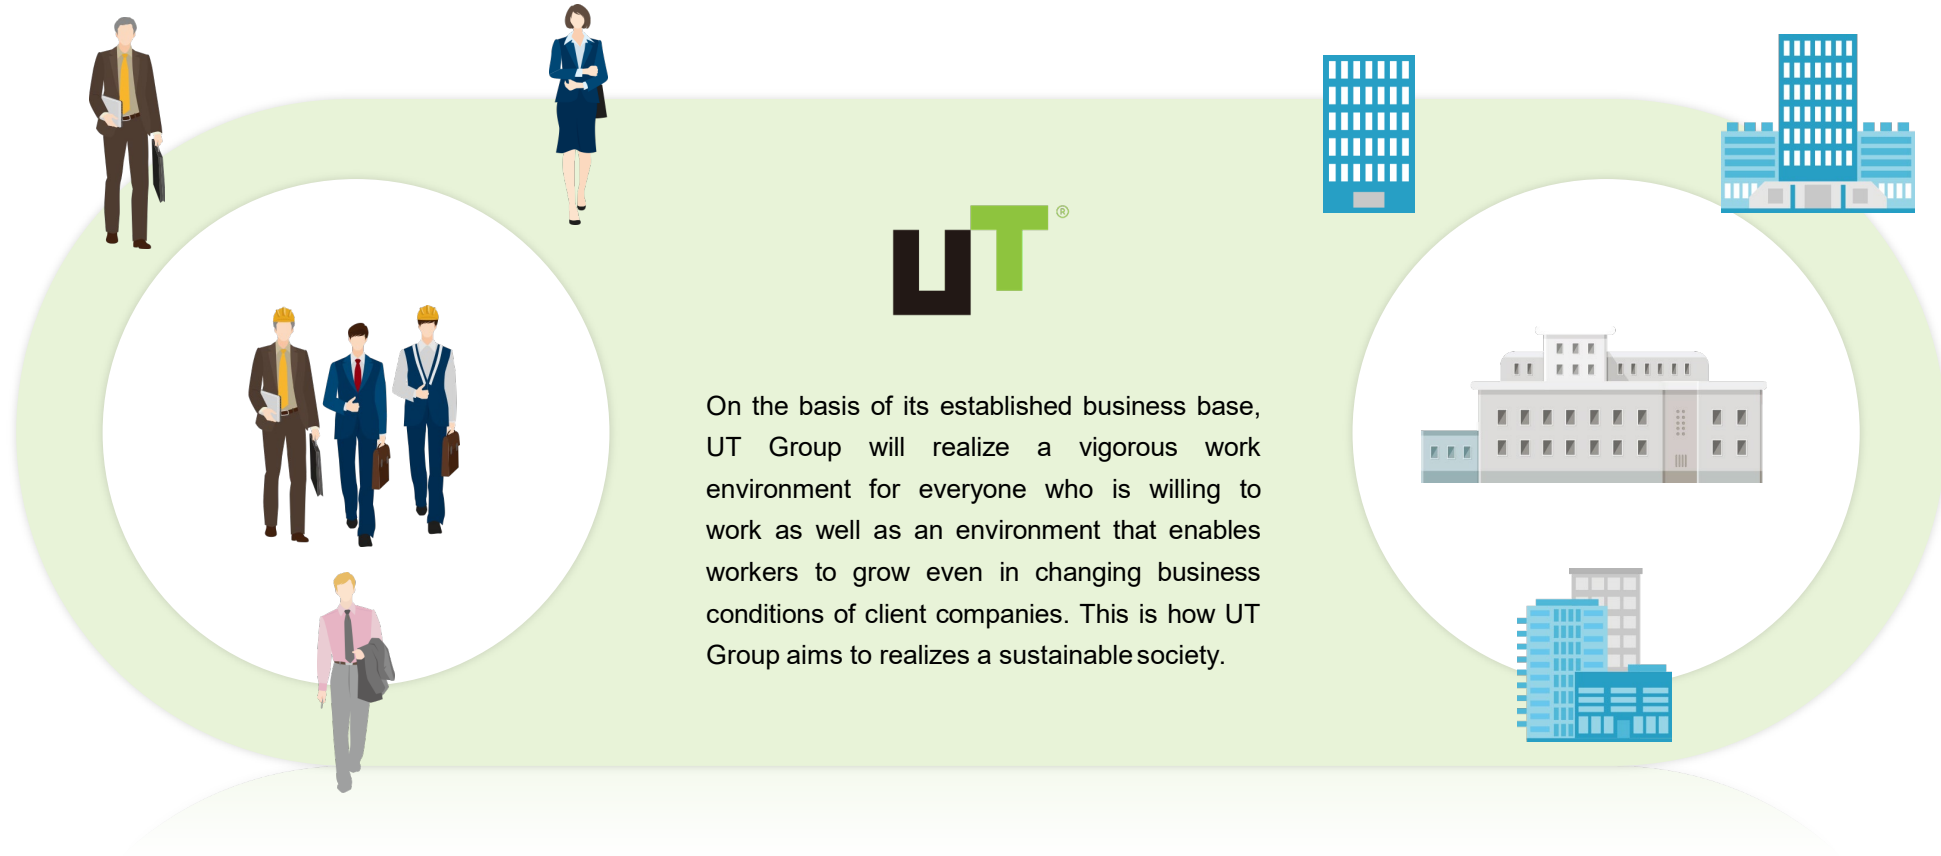 UT®
On the basis of its established business base,
UT Group will realize a vigorous work
environment for everyone who is willing to
work as well as an environment that enables
workers to grow even in changing business
conditions of client companies. This is how UT
Group aims to realizes a sustainable society.